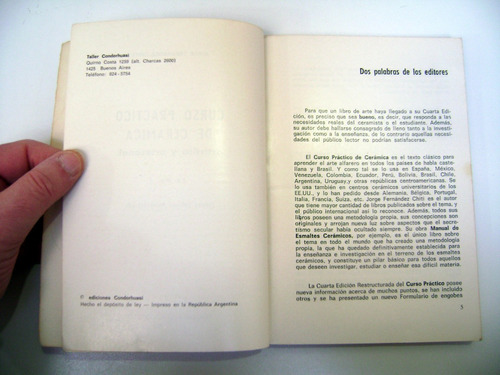 Taller Condorhuasi
Quinto Costa 1259 (alt. Charcas 2600)
1425 Buenos Aires
Teléfono: 824 - 5754
© ediciones Condorhuasi
Hecho el depósito de ley — Impreso en la República Argentina
Dos palabras de los editores
Para que un libro de arte haya llegado a su Cuarta Edi-
ción, es preciso que sea bueno, es decir, que responda a las
necesidades reales del ceramista o el estudiante. Además,
su autor debe hallarse consagrado de lleno tanto a la investi-
gación como a la enseñanza, de lo contrario aquellas nece-
sidades del público lector no podrían satisfacerse.
El Curso Práctico de Cerámica es el texto clásico para
aprender el arte alfarero en todos los países de habla caste-
llana y Brasil. Y como tal se lo usa en España, México,
Venezuela, Colombia, Ecuador, Perú, Bolivia, Brasil, Chile,
Argentina, Uruguay, y otras repúblicas centroamericanas. Se
lo usa también en centros cerámicos universitarios de los
EE.UU., y lo han pedido desde Alemania, Bélgica, Portugal,
Italia, Francia, Suiza, etc. Jorge Fernández Chiti es el autor
que tiene mayor cantidad de libros publicados sobre el tema, y
el público internacional así lo reconoce. Además, todos sus
libros poseen una metodología propia, sus concepciones son
originales y arrojan nueva luz sobre aspectos que el secre-
tismo secular había ocultado siempre. Su obra Manual de
Esmaltes Cerámicos, por ejemplo, es el único libro sobre
el tema en todo el mundo que ha creado una metodología
propia, la que ha quedado definitivamente establecida para
la enseñanza e investigación en el terreno de los esmaltes
cerámicos, y constituye un pilar básico para todos aquellos
que deseen investigar, estudiar o enseñar ese difícil material.
La Cuarta Edición Restructurada del Curso Práctico posee
nueva información acerca de muchos puntos, se han incluido
otros y se ha presentado un nuevo Formulario de engobes
5